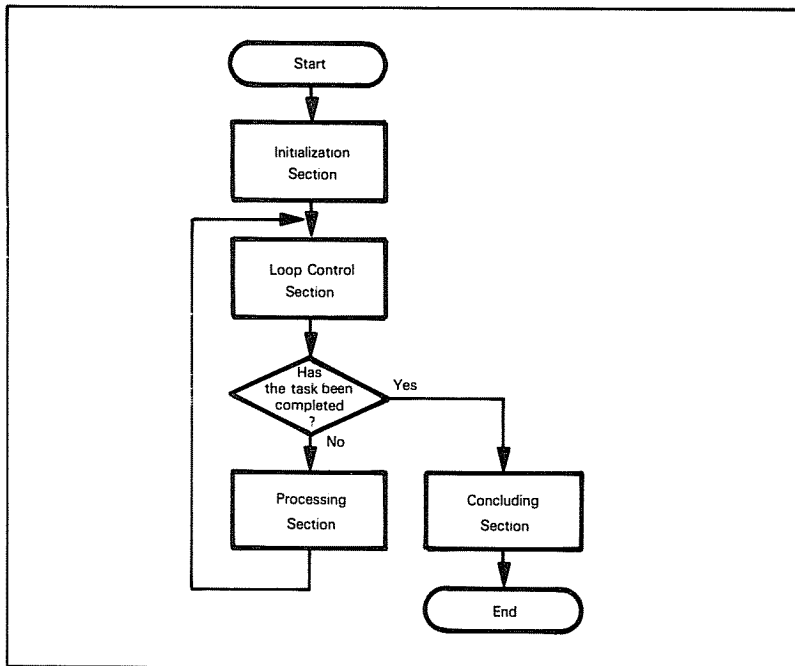 Start
Initialization
Section
Loop Control
Section
Has
the task been
completed
?
Yes
No
Processing
Section
Concluding
Section
End